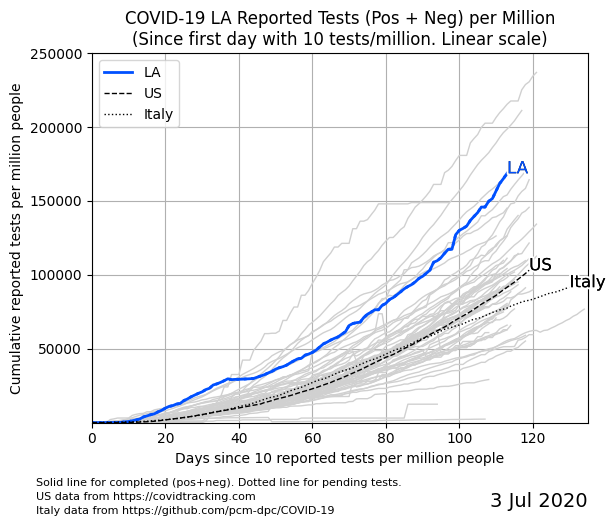 COVID-19 LA Reported Tests (Pos + Neg) per Million
(Since first day with 10 tests/million. Linear scale)
Cumulative reported tests per million people
250000
200000
150000
100000
50000
LA
US
Italy
LA
US
Italy
0 20 40 60 80 100 120
Days since 10 reported tests per million people
Solid line for completed (pos+neg). Dotted line for pending tests.
US data from https://covidtracking.com
Italy data from https://github.com/pcm-dpc/COVID-19
3 Jul 2020